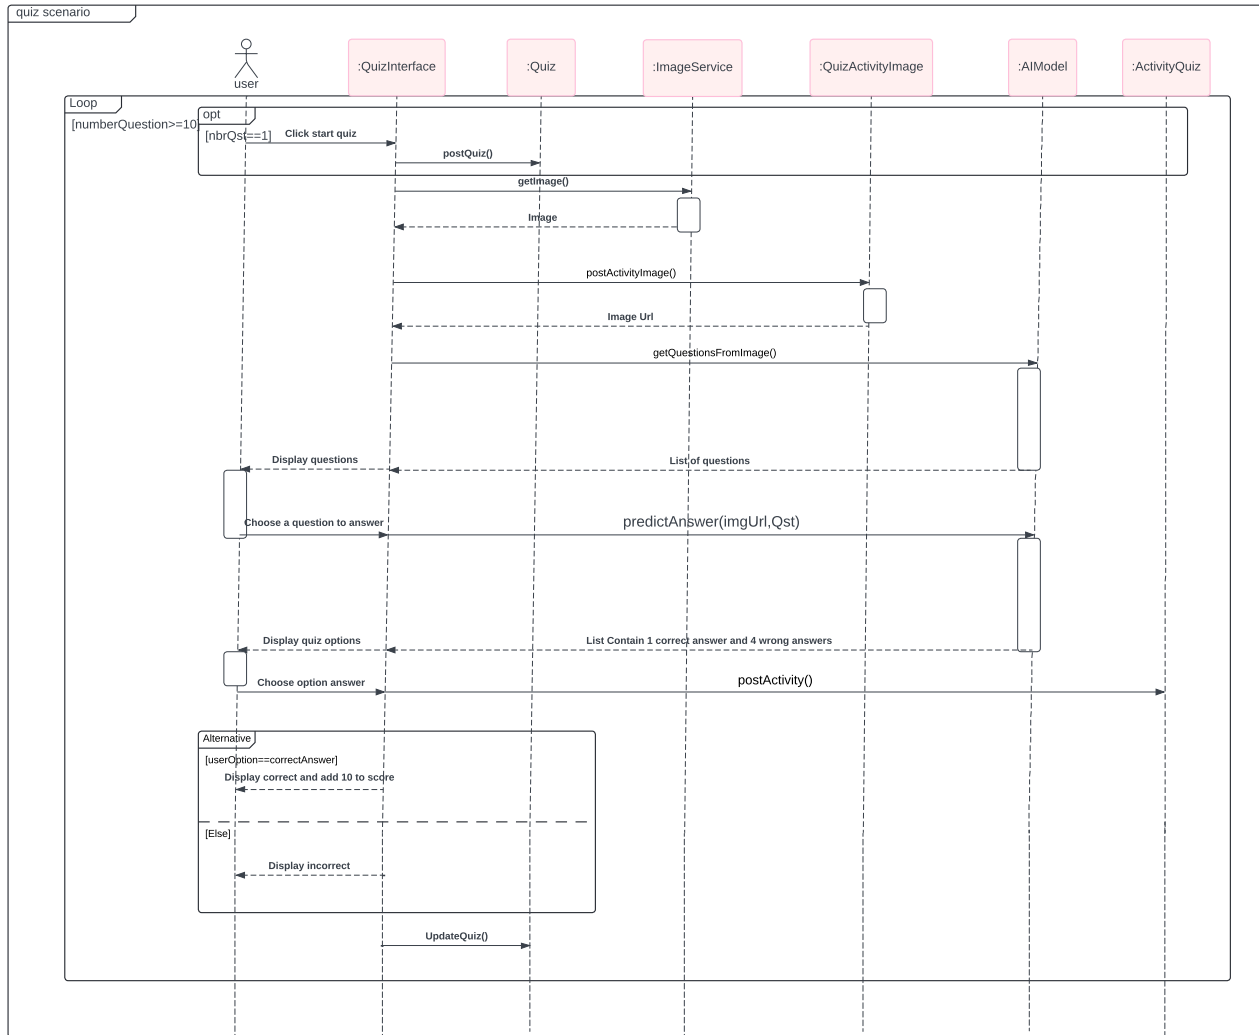 quiz scenario
user
:QuizInterface
:Quiz
:ImageService
:QuizActivityImage
:AIModel
:ActivityQuiz
Loop
[numberQuestion>=10]
opt
[nbrQst==1]
Click start quiz
postQuiz()
getImage()
Image
postActivityImage()
Image Url
getQuestionsFromImage()
Display questions
List of questions
Choose a question to answer
predictAnswer(imgUrl,Qst)
Display quiz options
List Contain 1 correct answer and 4 wrong answers
Choose option answer
postActivity()
Alternative
[userOption==correctAnswer]
Display correct and add 10 to score
[Else]
Display incorrect
UpdateQuiz()